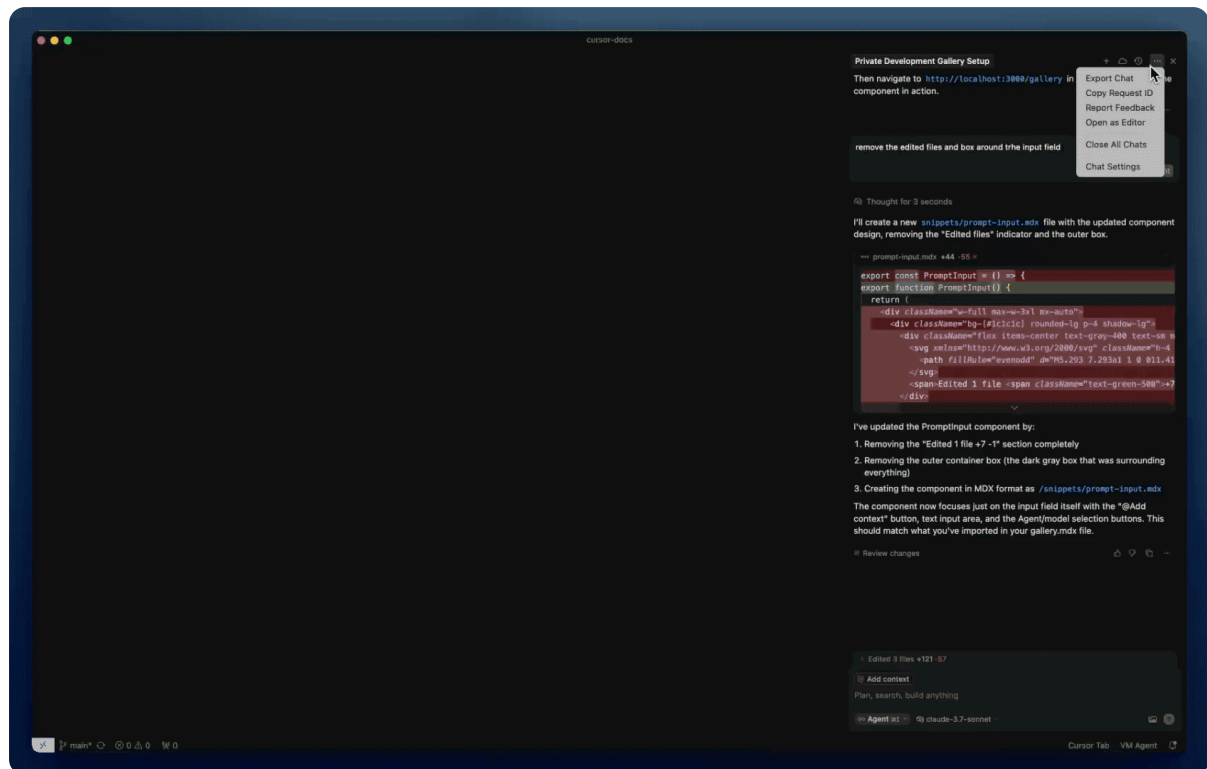 cursor-docs
Private Development Gallery Setup
Then navigate to http://localhost:3000/gallery in
component in action.
Export Chat
Copy Request ID
Report Feedback
Open as Editor
Close All Chats
Chat Settings
remove the edited files and box around trhe input field
Thought for 3 seconds
I'll create a new snippets/prompt-input.mdx file with the updated component
design, removing the "Edited files" indicator and the outer box.
prompt-input.mdx +44 -55
export const PromptInput = () => {
export function PromptInput() {
return (
<div className="w-full max-w-3xl mx-auto">
<div className="bg-[#1c1c1c] rounded-lg p-4 shadow-lg">
<div className="flex items-center text-gray-400 text-sm m
<svg xmlns="http://www.w3.org/2000/svg" className="h-4
<path fillRule="evenodd" d="M5.293 7.293a1 1 0 011.41
</svg>
<span>Edited 1 file <span className="text-green-500">+7
</div>
I've updated the PromptInput component by:
1. Removing the "Edited 1 file +7 -1" section completely
2. Removing the outer container box (the dark gray box that was surrounding
everything)
3. Creating the component in MDX format as /snippets/prompt-input.mdx
The component now focuses just on the input field itself with the "@Add
context" button, text input area, and the Agent/model selection buttons. This
should match what you've imported in your gallery.mdx file.
Review changes
Edited 3 files +121 -57
Add context
Plan, search, build anything
Agent claude-3.7-sonnet
main* 0 0 0
Cursor Tab VM Agent